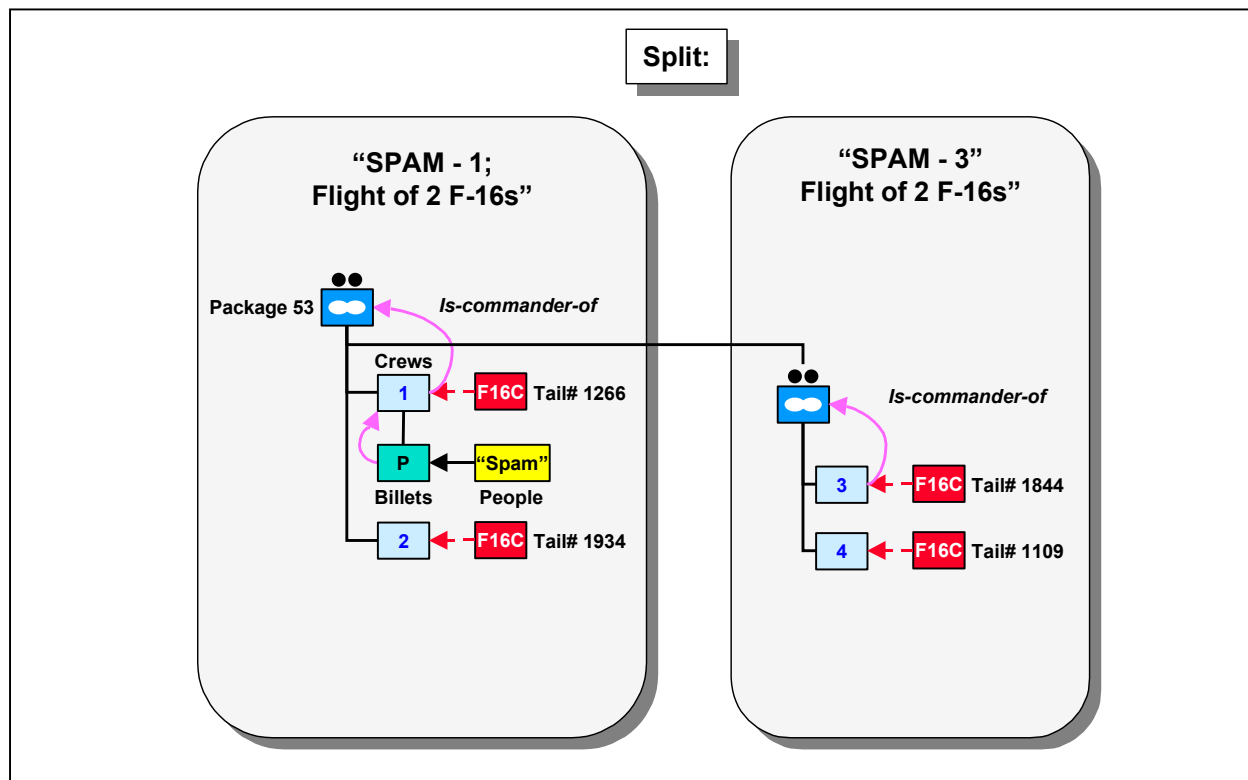 Split:
“SPAM - 1;
Flight of 2 F-16s”
Package 53
Is-commander-of
Crews
1
F16C
Tail# 1266
P
“Spam”
Billets
People
2
F16C
Tail# 1934
“SPAM - 3”
Flight of 2 F-16s”
Is-commander-of
3
F16C
Tail# 1844
4
F16C
Tail# 1109